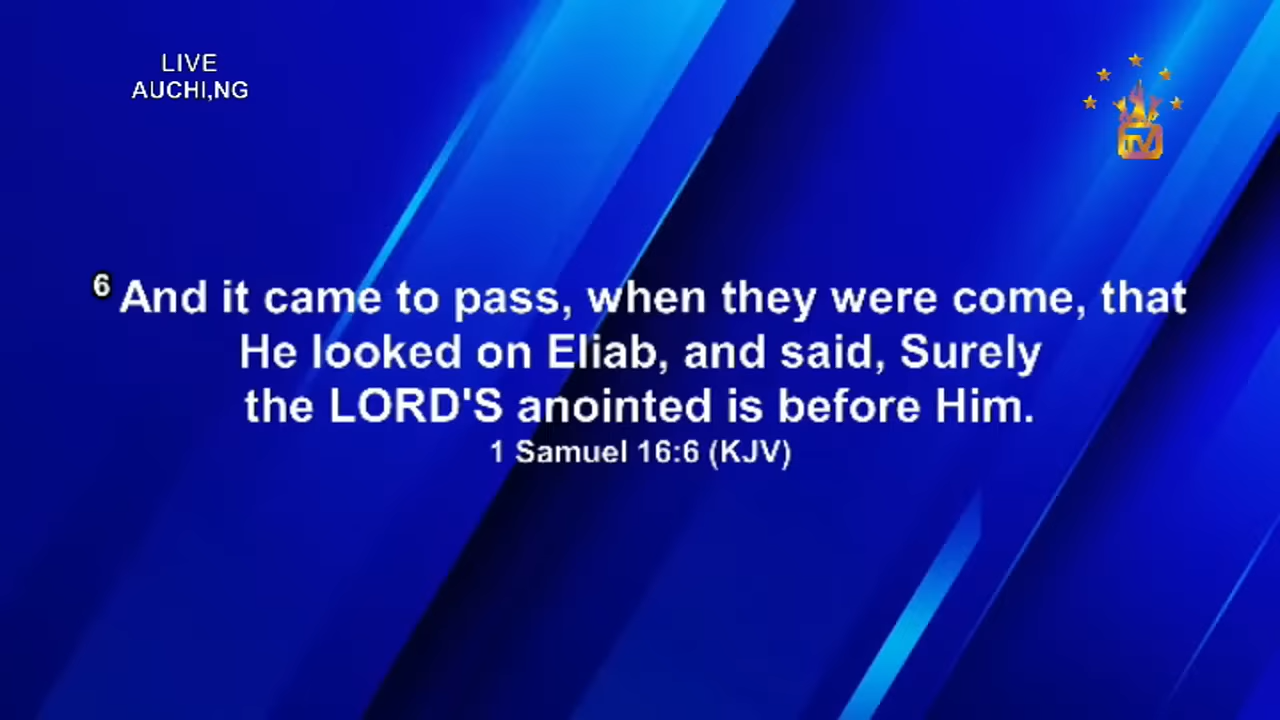 LIVE
AUCHI,NG
TV
6 And it came to pass, when they were come, that
He looked on Eliab, and said, Surely
the LORD'S anointed is before Him.
1 Samuel 16:6 (KJV)